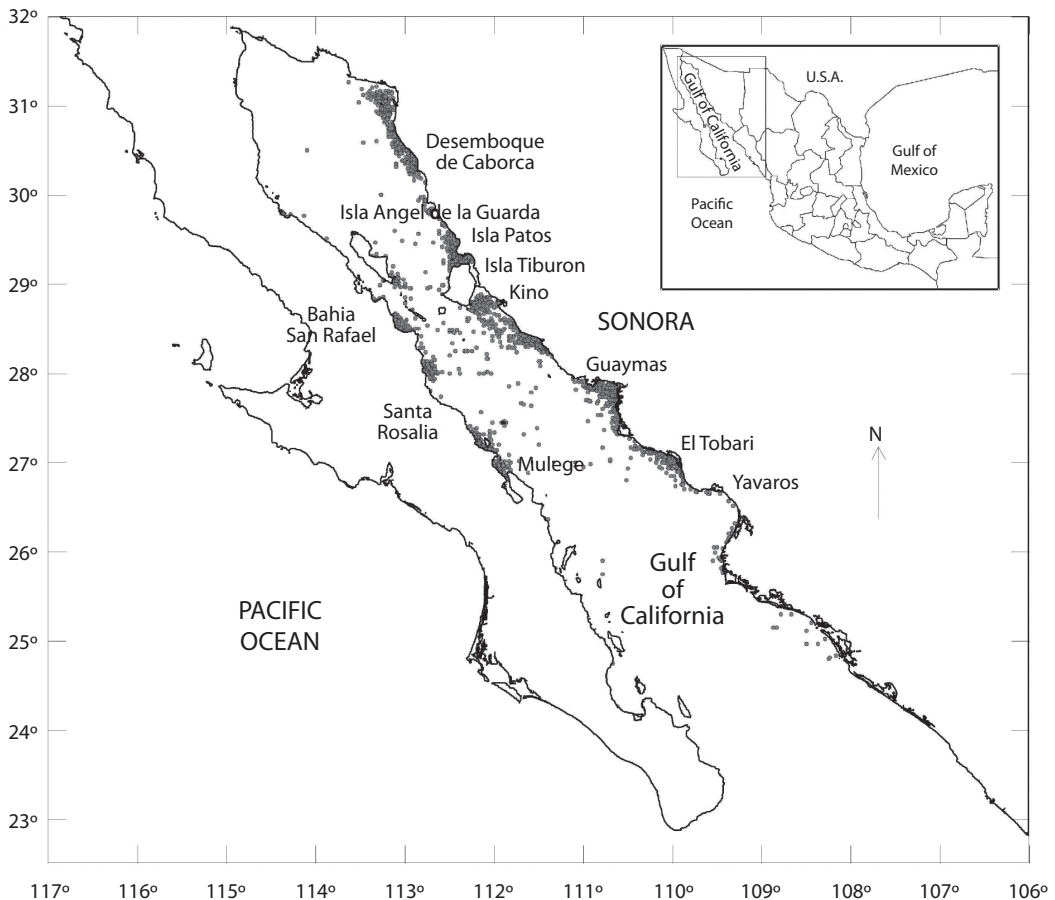 32º
31º
30º
29º
28º
27º
26º
25º
24º
23º
117º
116º
115º
114º
113º
112º
111º
110º
109º
108º
107º
106º
U.S.A.
Gulf of California
Gulf of
Mexico
Pacific
Ocean
Desemboque
de Caborca
Isla Angel de la Guarda
Isla Patos
Isla Tiburon
Kino
Bahia
San Rafael
SONORA
Guaymas
Santa
Rosalia
El Tobari
N
Mulege
Yavaros
Gulf
of
California
PACIFIC
OCEAN